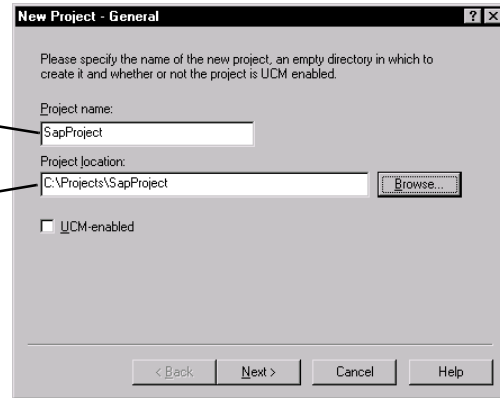 New Project - General
Please specify the name of the new project, an empty directory in which to
create it and whether or not the project is UCM enabled.
Project name:
SapProject
Project location:
C:\Projects\SapProject
Browse...
UCM-enabled
< Back
Next >
Cancel
Help